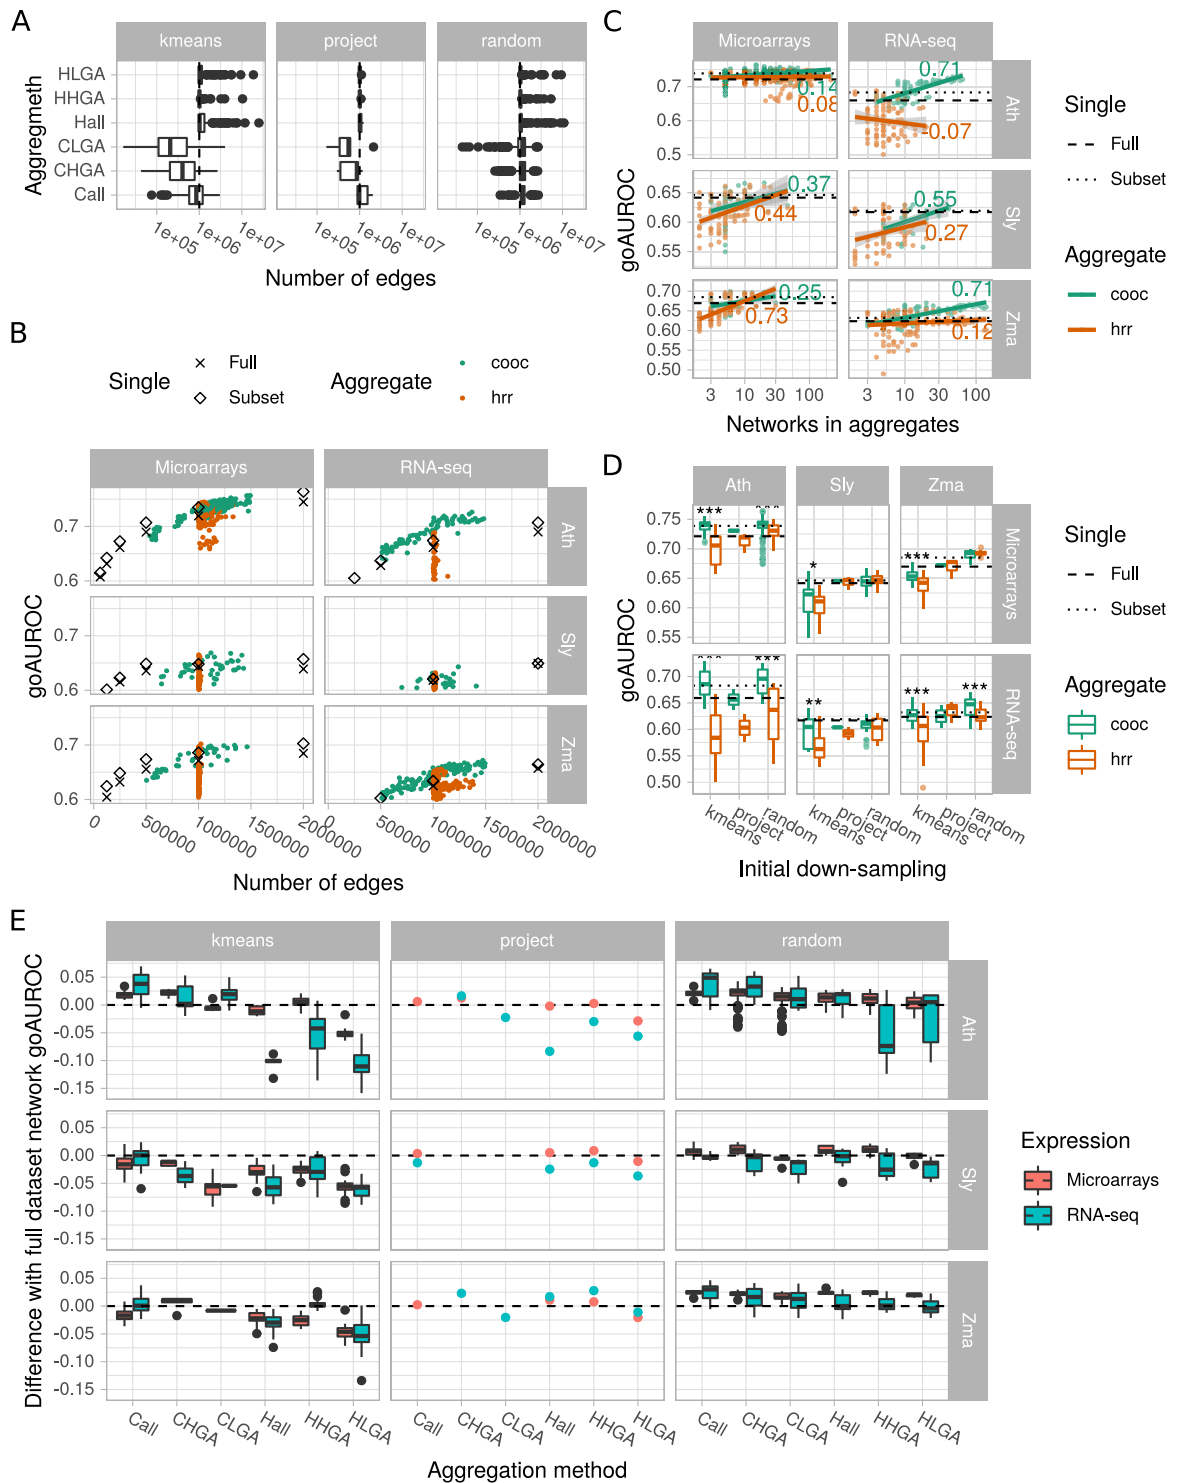 A
kmeans project random
HLGA
HHGA
Hall
CLGA
CHGA
Call
Aggregmeth
1e+05 1e+06 1e+07 1e+05 1e+06 1e+07 1e+05 1e+06 1e+07
Number of edges
B
Single
Full
Subset
Aggregate
cooc
hrr
Microarrays RNA-seq
0.7
0.6
Ath
0.7
0.6
Sly
0.7
0.6
Zma
goAUROC
0 500000 1000000 1500000 2000000 0 500000 1000000 1500000 2000000
Number of edges
C
Microarrays RNA-seq
0.7
0.6
0.5
0.14
0.08
0.71
-0.07
Ath
0.65
0.60
0.55
0.37
0.44
0.55
0.27
Sly
0.70
0.65
0.60
0.55
0.50
0.25
0.73
0.71
0.12
Zma
goAUROC
3 10 30 100 3 10 30 100
Networks in aggregates
Single
Full
Subset
Aggregate
cooc
hrr
D
Ath Sly Zma
0.75
0.70
0.65
0.60
0.55
*** *** * ***
Microarrays
0.70
0.65
0.60
0.55
0.50
*** *** ** *** ***
RNA-seq
goAUROC
kmeans project random kmeans project random kmeans project random
Initial down-sampling
Single
Full
Subset
Aggregate
cooc
hrr
E
kmeans project random
0.05
0.00
-0.05
-0.10
-0.15
Ath
0.05
0.00
-0.05
-0.10
-0.15
Sly
0.05
0.00
-0.05
-0.10
-0.15
Zma
Difference with full dataset network goAUROC
Call CHGA CLGA Hall HHGA HLGA Call CHGA CLGA Hall HHGA HLGA Call CHGA CLGA Hall HHGA HLGA
Aggregation method
Expression
Microarrays
RNA-seq